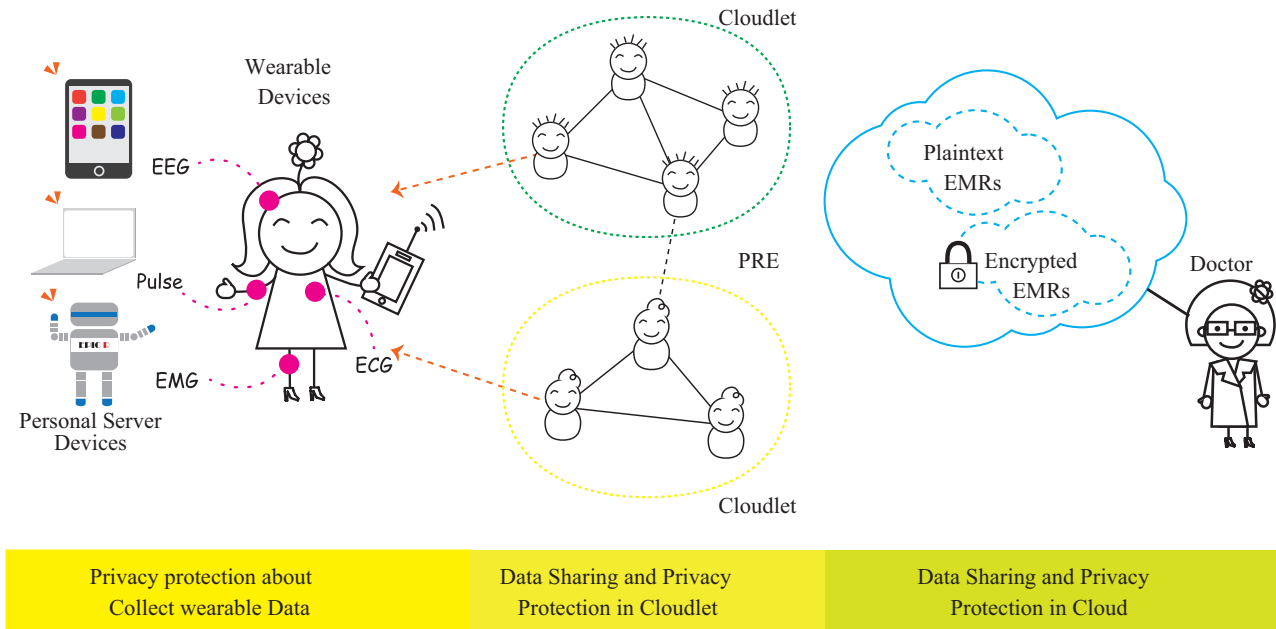 Cloudlet
Wearable
Devices
EEG
Pulse
EMG
ECG
EPIC R
Personal Server
Devices
PRE
Cloudlet
Plaintext
EMRs
Encrypted
EMRs
Doctor
Privacy protection about
Collect wearable Data
Data Sharing and Privacy
Protection in Cloudlet
Data Sharing and Privacy
Protection in Cloud